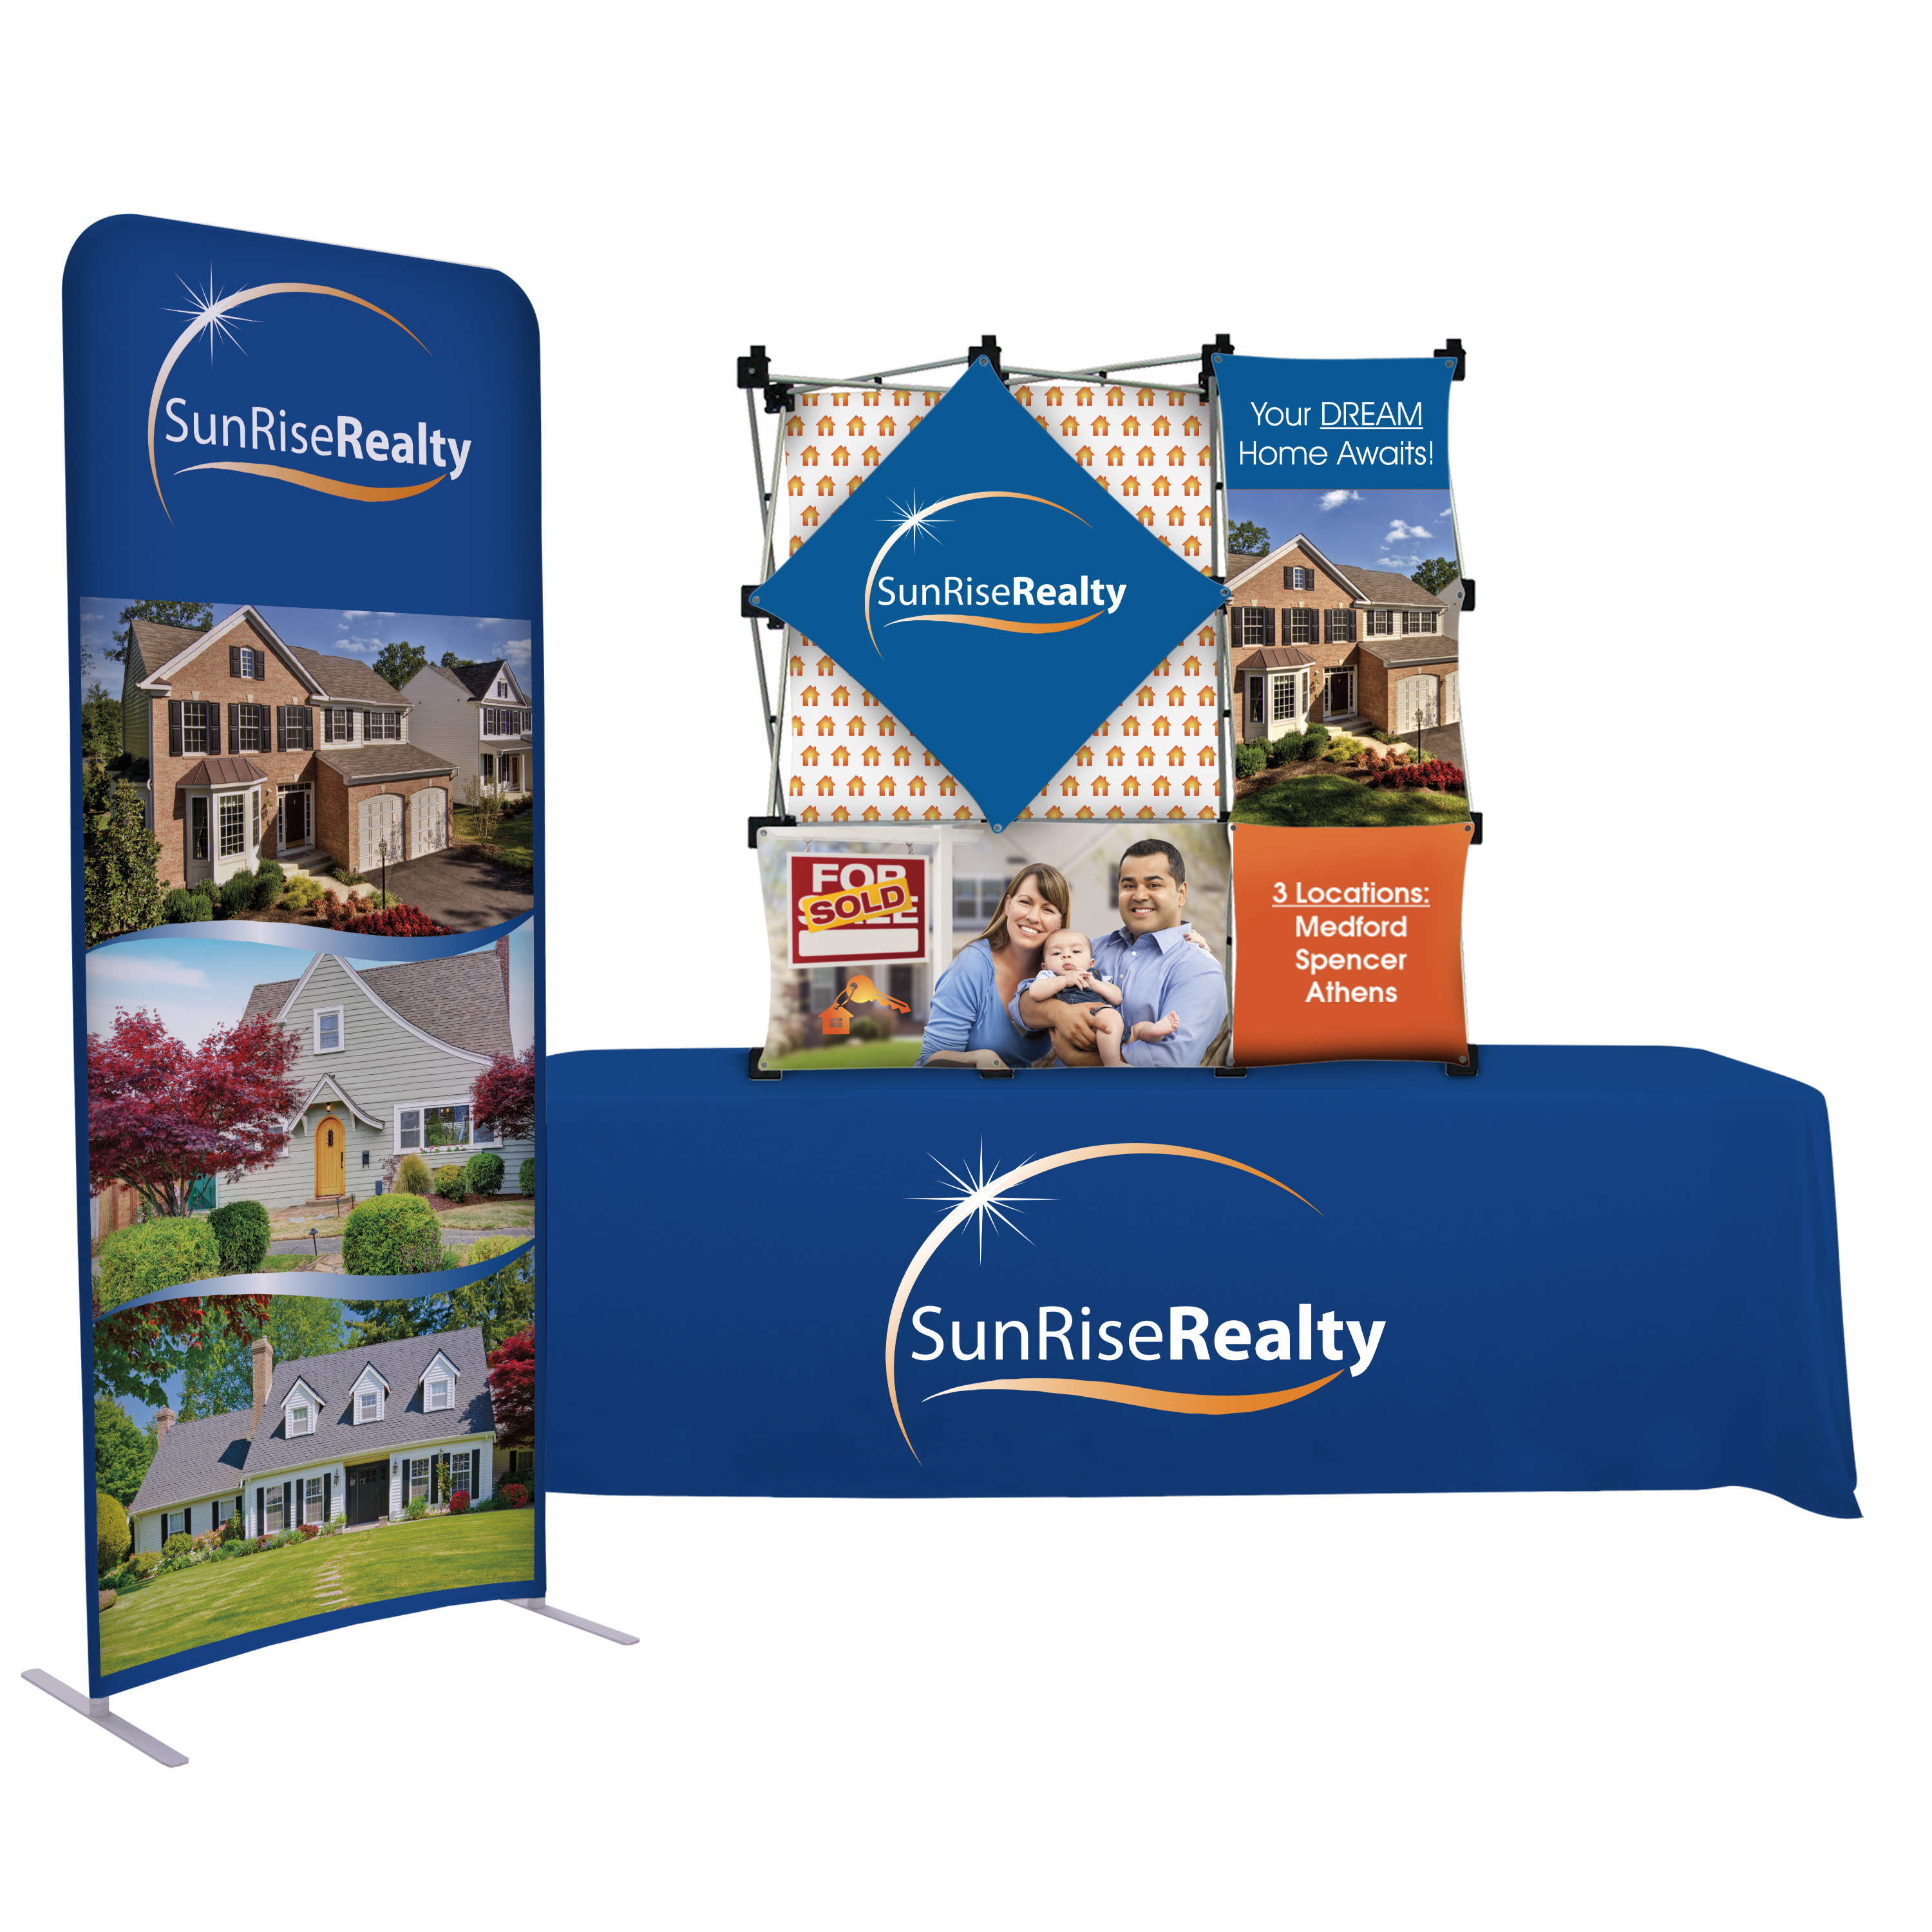 SunRiseRealty
Your DREAM
Home Awaits!
SunRiseRealty
FOR
SOLD
3 Locations:
Medford
Spencer
Athens
SunRiseRealty